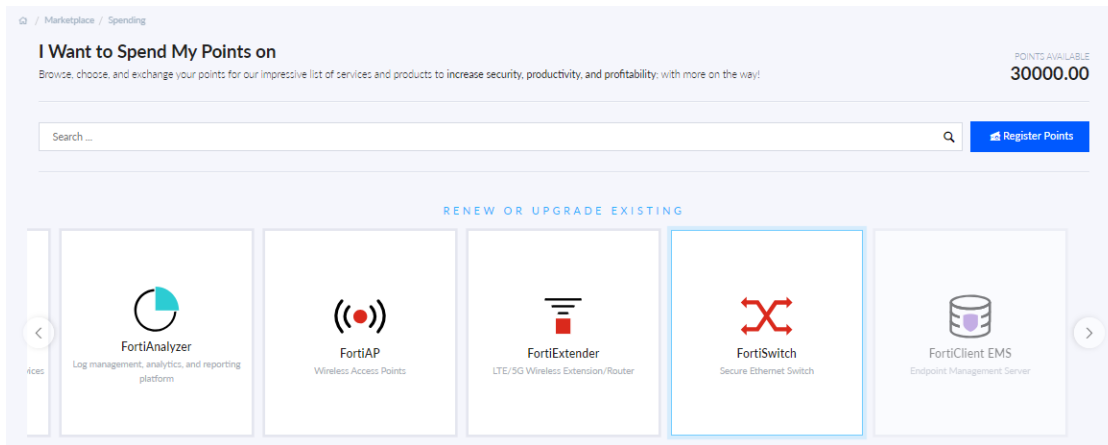 / Marketplace / Spending
I Want to Spend My Points on
Browse, choose, and exchange your points for our impressive list of services and products to increase security, productivity, and profitability; with more on the way!
POINTS AVAILABLE
30000.00
Search ...
Register Points
RENEW OR UPGRADE EXISTING
FortiAnalyzer
Log management, analytics, and reporting
platform
FortiAP
Wireless Access Points
FortiExtender
LTE/5G Wireless Extension/Router
FortiSwitch
Secure Ethernet Switch
FortiClient EMS
Endpoint Management Server